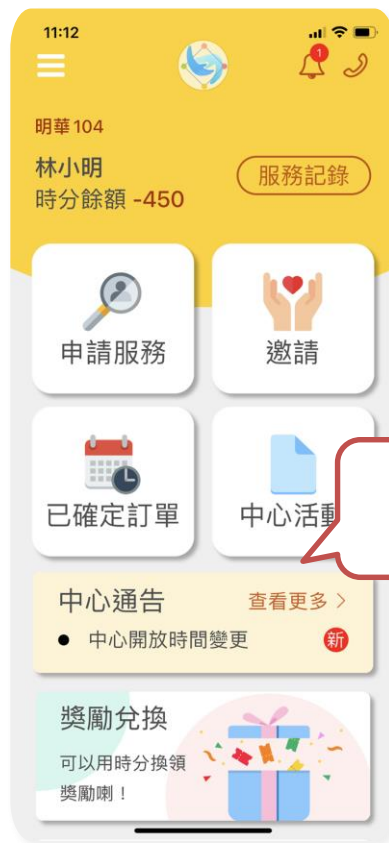 11:12
1
明華104
林小明
服務記錄
時分餘額 -450
申請服務
邀請
已確定訂單
中心活動
中心通告
查看更多 >
● 中心開放時間變更
新
獎勵兌換
可以用時分換領
獎勵喇！